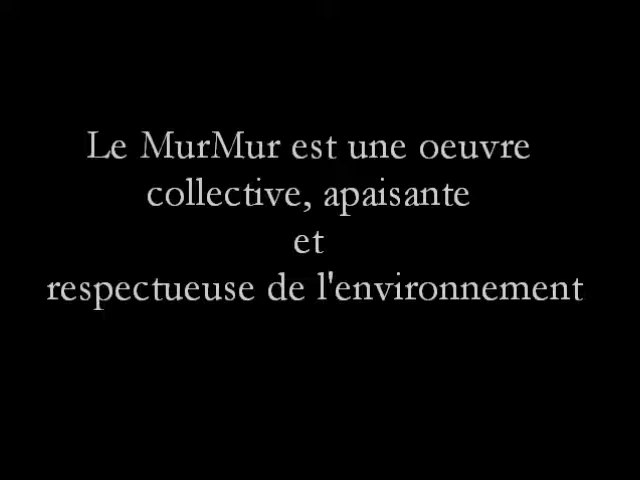 Le MurMur est une oeuvre
collective, apaisante
et
respectueuse de l'environnement